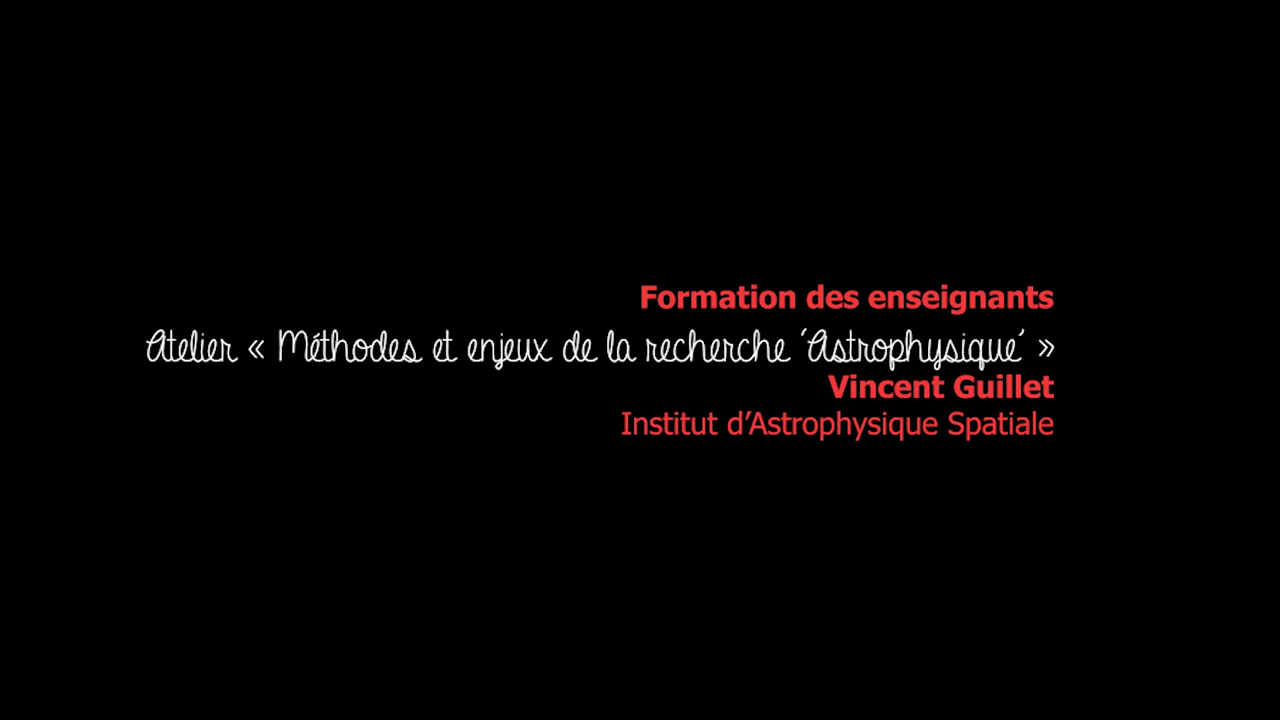 Formation des enseignants
Atelier « Méthodes et enjeux de la recherche ‘Astrophysique’ »
Vincent Guillet
Institut d’Astrophysique Spatiale